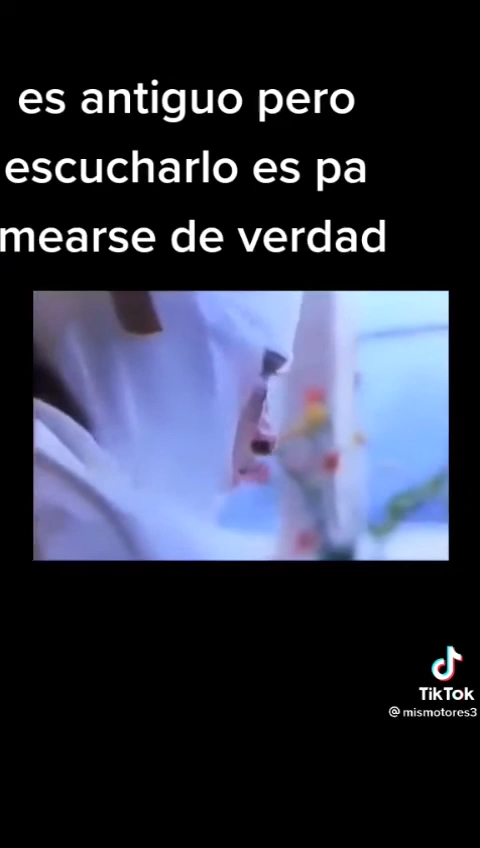 es antiguo pero
escucharlo es pa
mearse de verdad
TikTok
@mismotores3